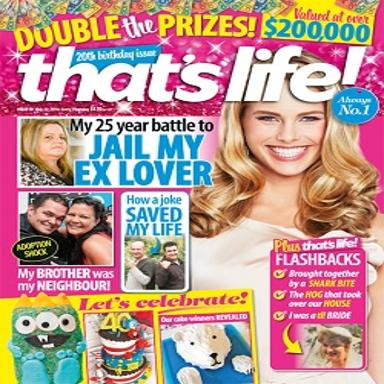 DOUBLE the PRIZES!
Valued at over
$200,000
20th birthday issue
that's life!
Always
No.1
My 25 year battle to
JAIL MY
EX LOVER
How a joke
SAVED
MY LIFE
ADOPTION
SHOCK
My BROTHER was
my NEIGHBOUR!
Plus that's life!
FLASHBACKS
Brought together
by a SHARK BITE
The HOG that took
over our HOUSE
I was a tl! BRIDE
Let's celebrate!
Our cake winners REVEALED
40